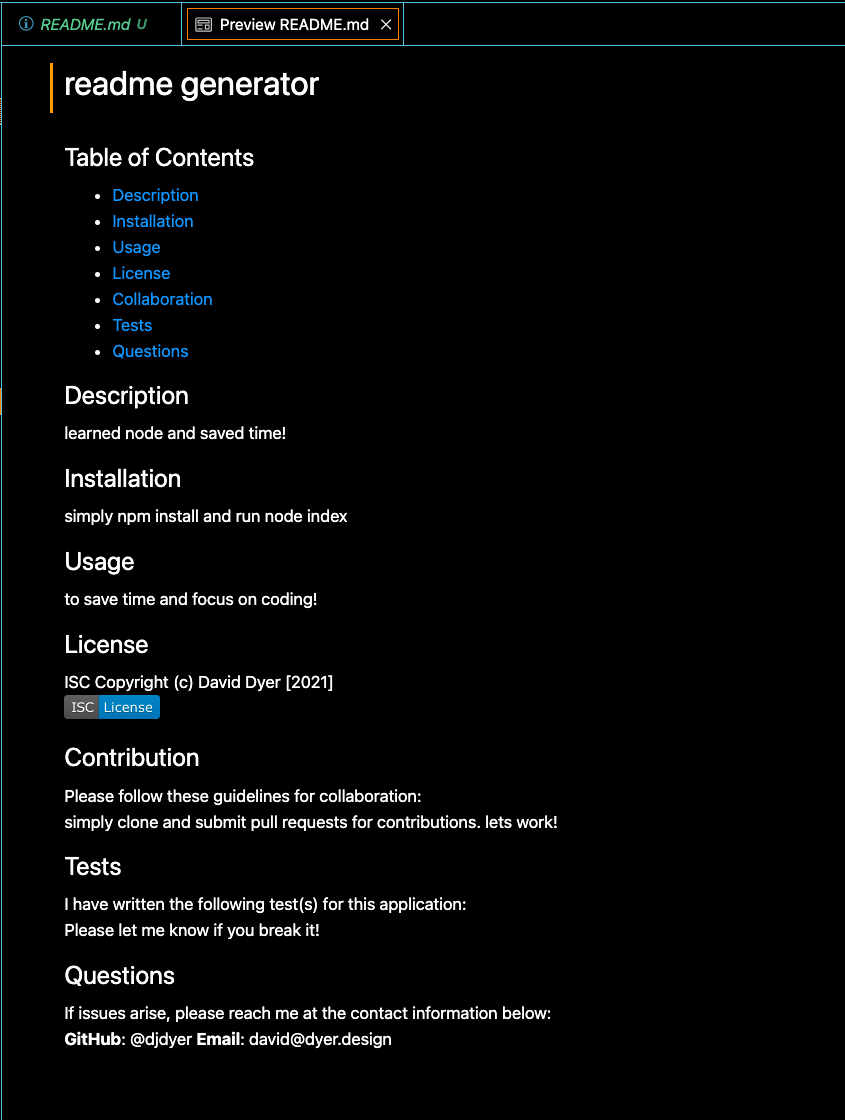 README.md U
Preview README.md
readme generator
Table of Contents
Description
Installation
Usage
License
Collaboration
Tests
Questions
Description
learned node and saved time!
Installation
simply npm install and run node index
Usage
to save time and focus on coding!
License
ISC Copyright (c) David Dyer [2021]
ISC License
Contribution
Please follow these guidelines for collaboration:
simply clone and submit pull requests for contributions. lets work!
Tests
I have written the following test(s) for this application:
Please let me know if you break it!
Questions
If issues arise, please reach me at the contact information below:
GitHub: @djdyer Email: david@dyer.design